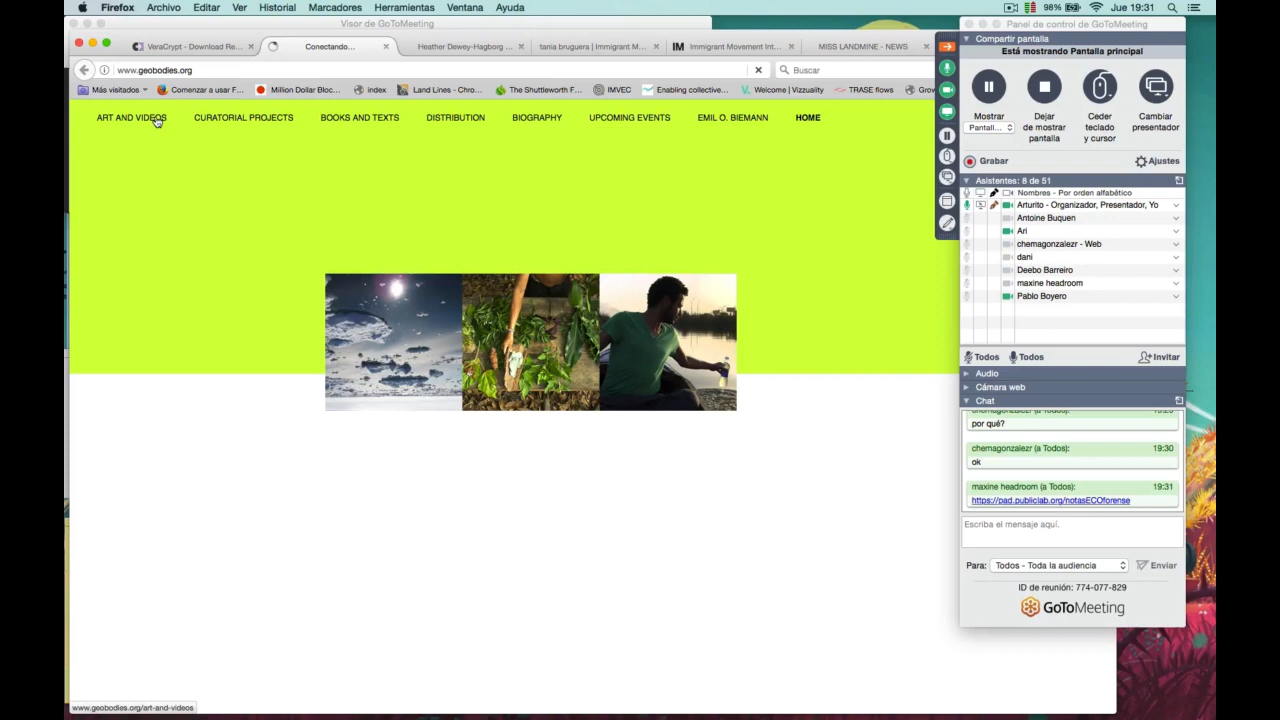 Firefox Archivo Editar Ver Historial Marcadores Herramientas Ventana Ayuda
98% Jue 19:31
Visor de GoToMeeting
Panel de control de GoToMeeting
VeraCrypt - Download Re...
Conectando...
Heather Dewey-Hagborg ...
tania bruguera | Immigrant M...
IM Immigrant Movement Int...
MISS LANDMINE - NEWS
www.geobodies.org
Buscar
Más visitados
Comenzar a usar F...
Million Dollar Bloc...
index
Land Lines - Chro...
The Shuttleworth F...
IMVEC
Enabling collective...
Welcome | Vizzuality
TRASE flows
Grow
ART AND VIDEOS
CURATORIAL PROJECTS
BOOKS AND TEXTS
DISTRIBUTION
BIOGRAPHY
UPCOMING EVENTS
EMIL O. BIEMANN
HOME
www.geobodies.org/art-and-videos
Compartir pantalla
Está mostrando Pantalla principal
Mostrar
Pantall...
Dejar
de mostrar
pantalla
Ceder
teclado
y cursor
Cambiar
presentador
Grabar
Ajustes
Asistentes: 8 de 51
Nombres - Por orden alfabético
Arturito - Organizador, Presentador, Yo
Antoine Buquen
Ari
chemagonzalezr - Web
dani
Deebo Barreiro
maxine headroom
Pablo Boyero
Todos
Todos
Invitar
Audio
Cámara web
Chat
por qué?
chemagonzalezr (a Todos): 19:30
ok
maxine headroom (a Todos): 19:31
https://pad.publiclab.org/notasECOforense
Escriba el mensaje aquí.
Para: Todos - Toda la audiencia
Enviar
ID de reunión: 774-077-829
GoToMeeting